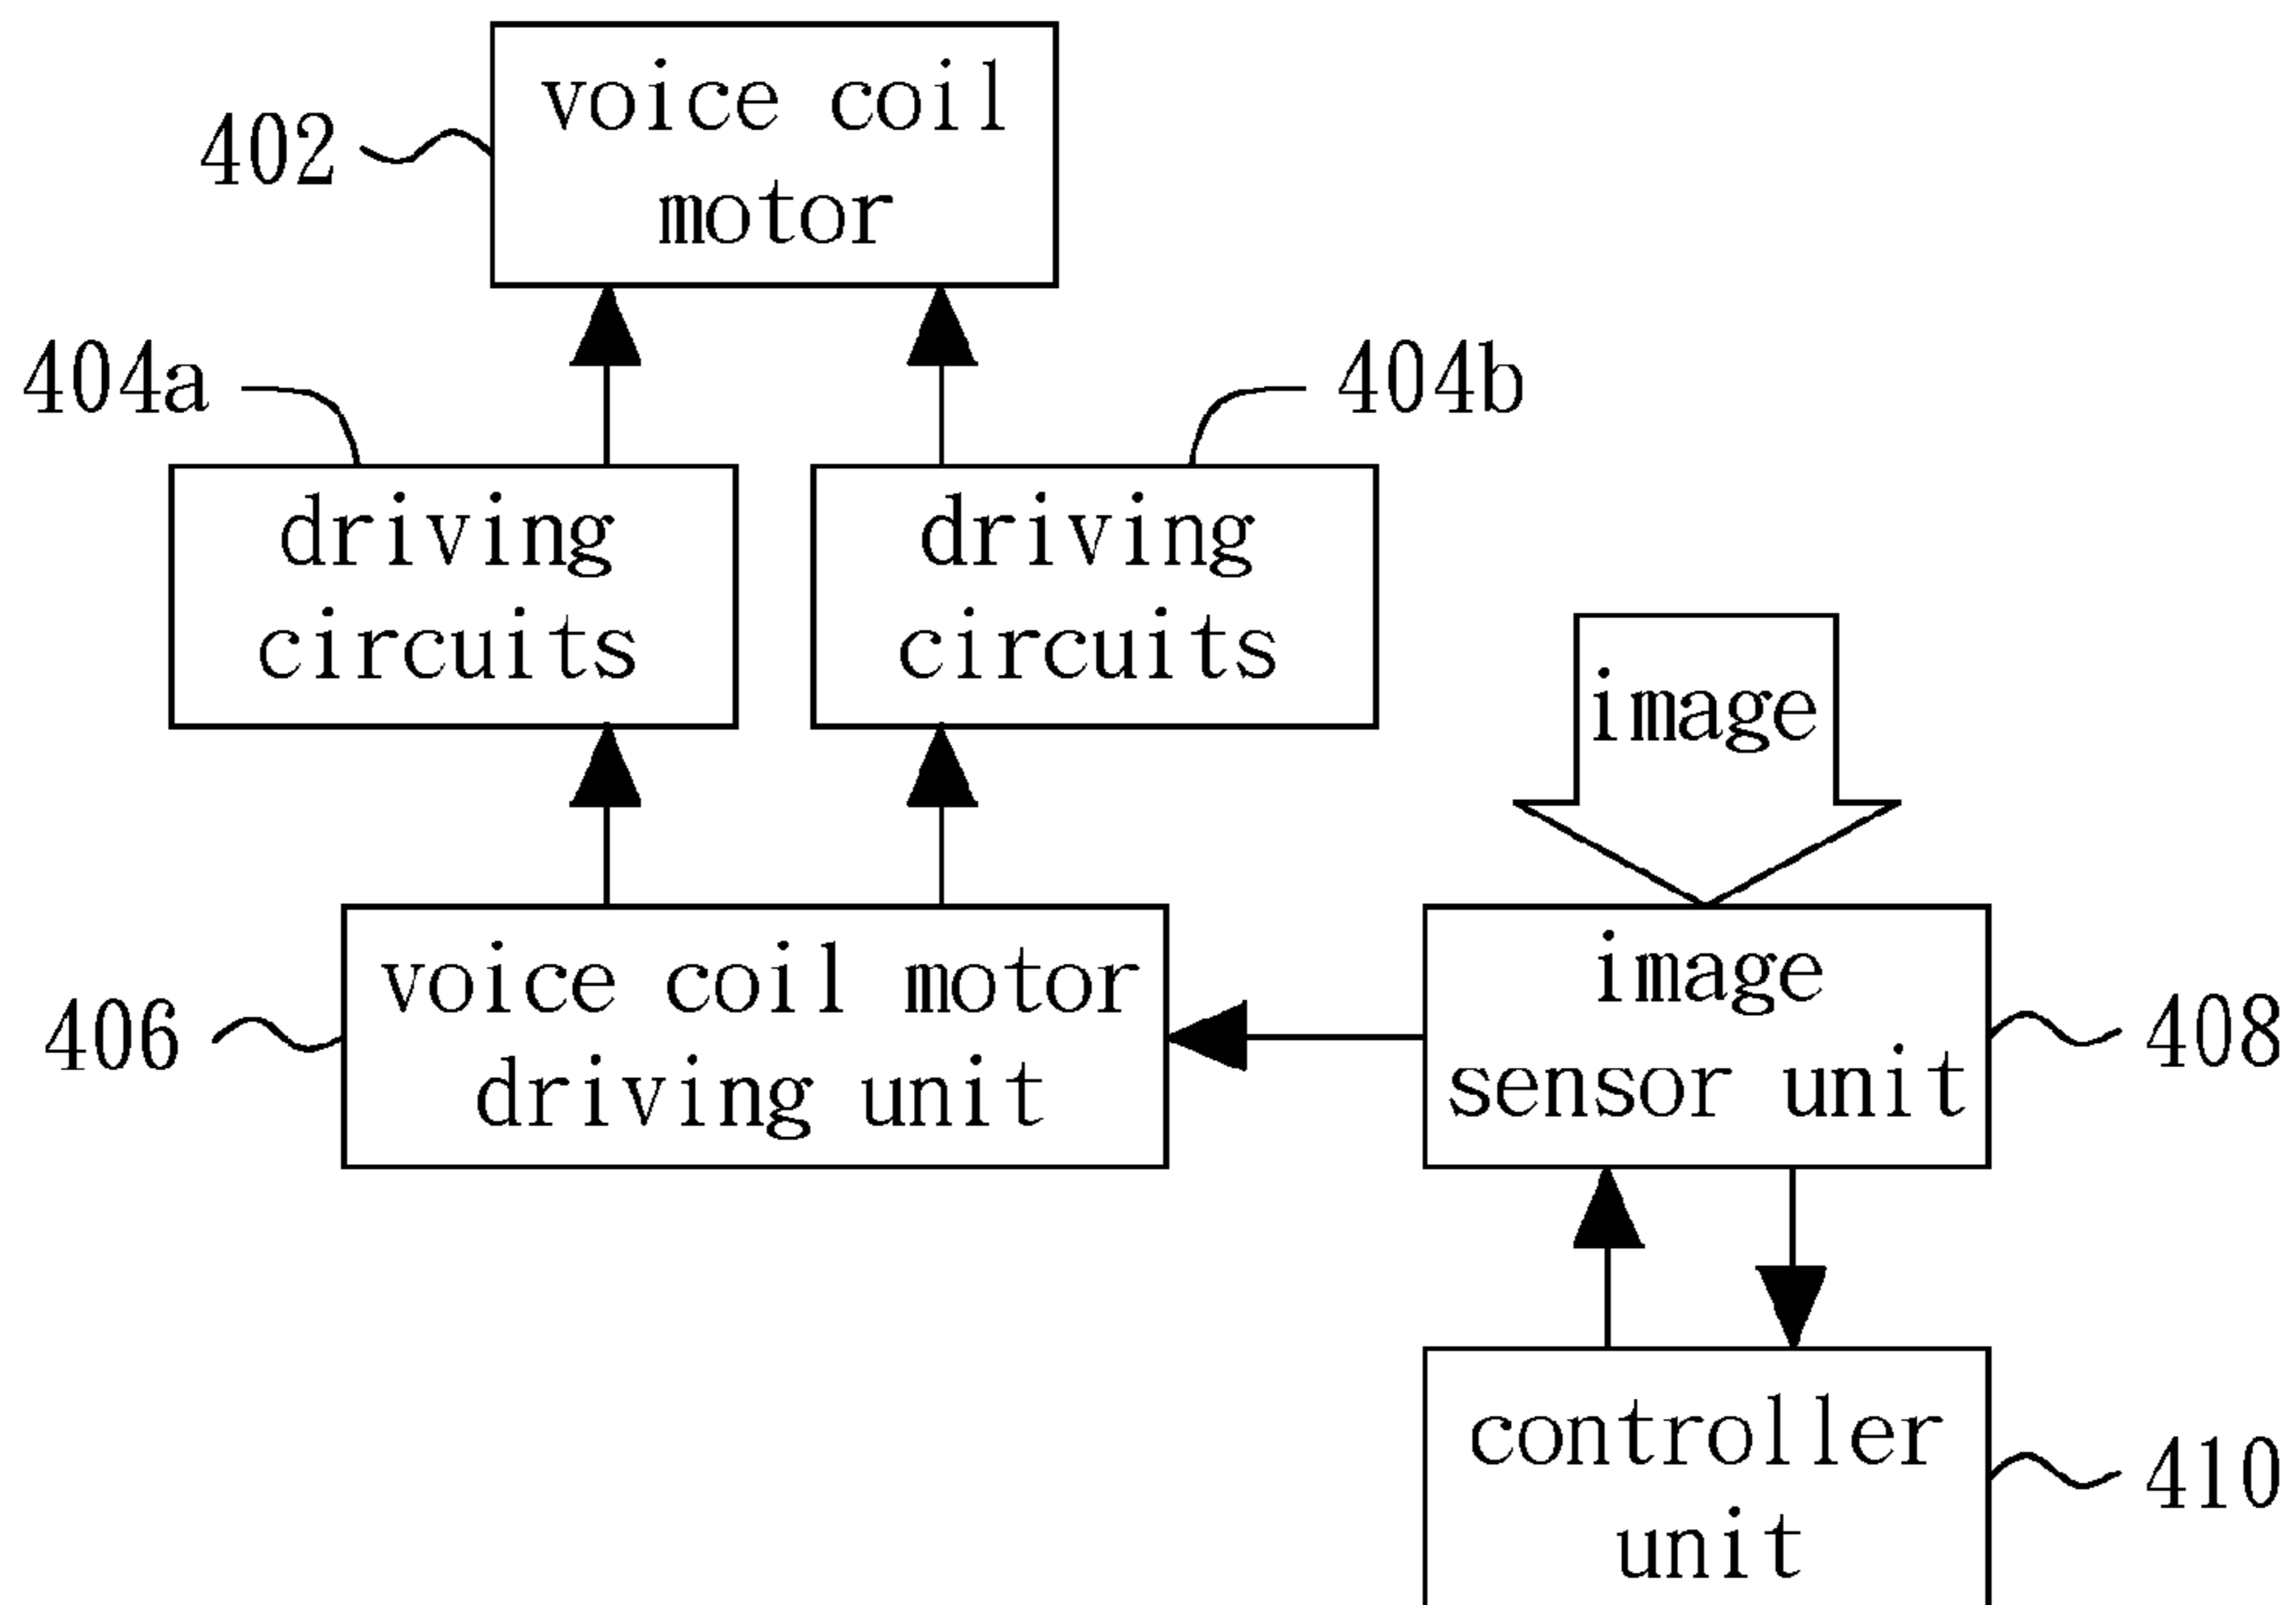 voice coil
motor
402
404a
404b
driving
circuits
driving
circuits
image
voice coil motor
driving unit
406
image
sensor unit
408
controller
unit
410